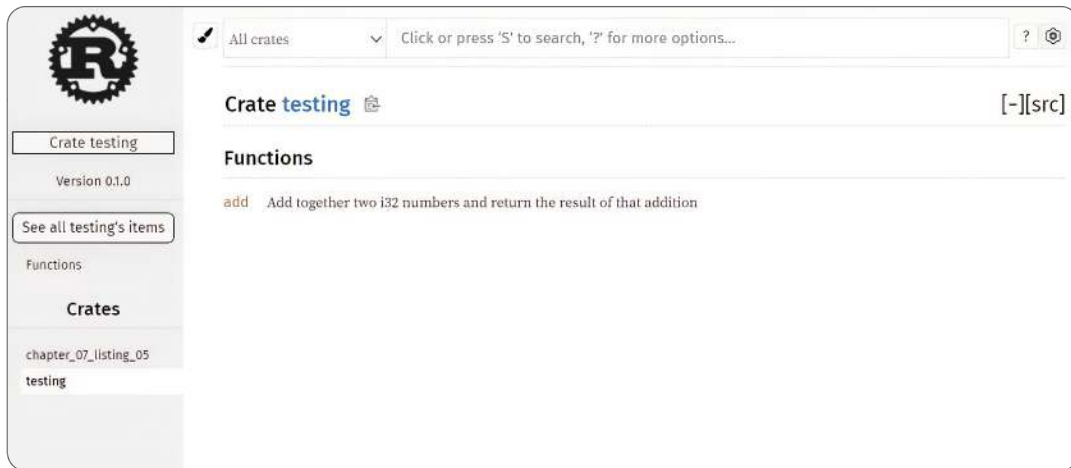 R
All crates
Click or press 'S' to search, '?' for more options...
?
Crate testing
[-][src]
Crate testing
Version 0.1.0
See all testing's items
Functions
Crates
chapter_07_listing_05
testing
Functions
add Add together two i32 numbers and return the result of that addition